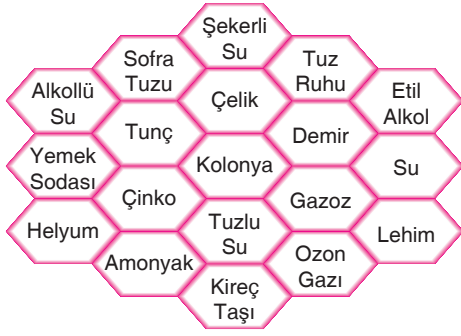 Şekerli
Su
Sofra
Tuzu
Tuz
Ruhu
Alkollü
Su
Çelik
Etil
Alkol
Tunç
Demir
Yemek
Sodası
Kolonya
Su
Çinko
Gazoz
Helyum
Tuzlu
Su
Lehim
Amonyak
Ozon
Gazı
Kireç
Taşı